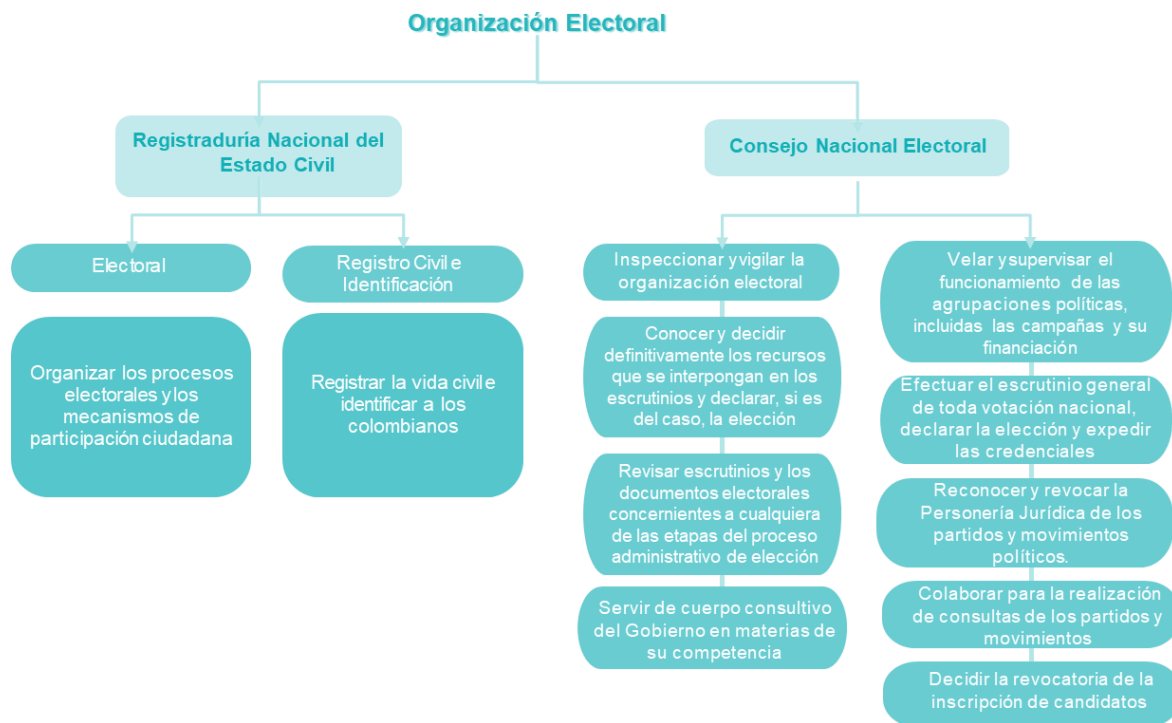 Organización Electoral
Registraduría Nacional del
Estado Civil
Electoral
Organizar los procesos
electorales y los
mecanismos de
participación ciudadana
Registro Civil e
Identificación
Registrar la vida civil e
identificar a los
colombianos
Consejo Nacional Electoral
Inspeccionar y vigilar la
organización electoral
Conocer y decidir
definitivamente los recursos
que se interpongan en los
escrutinios y declarar, si es
del caso, la elección
Revisar escrutinios y los
documentos electorales
concernientes a cualquiera
de las etapas del proceso
administrativo de elección
Servir de cuerpo consultivo
del Gobierno en materias de
su competencia
Velar y supervisar el
funcionamiento de las
agrupaciones políticas,
incluidas las campañas y su
financiación
Efectuar el escrutinio general
de toda votación nacional,
declarar la elección y expedir
las credenciales
Reconocer y revocar la
Personería Jurídica de los
partidos y movimientos
políticos.
Colaborar para la realización
de consultas de los partidos y
movimientos
Decidir la revocatoria de la
inscripción de candidatos